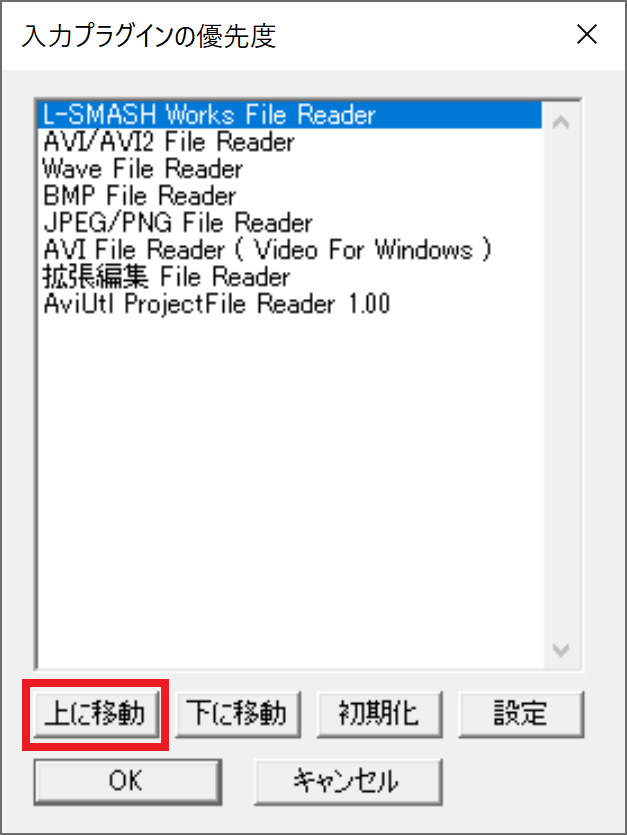 入力プラグインの優先度
L-SMASH Works File Reader
AVI/AVI2 File Reader
Wave File Reader
BMP File Reader
JPEG/PNG File Reader
AVI File Reader ( Video For Windows )
拡張編集 File Reader
AviUtl ProjectFile Reader 1.00
上に移動 下に移動 初期化 設定
OK キャンセル